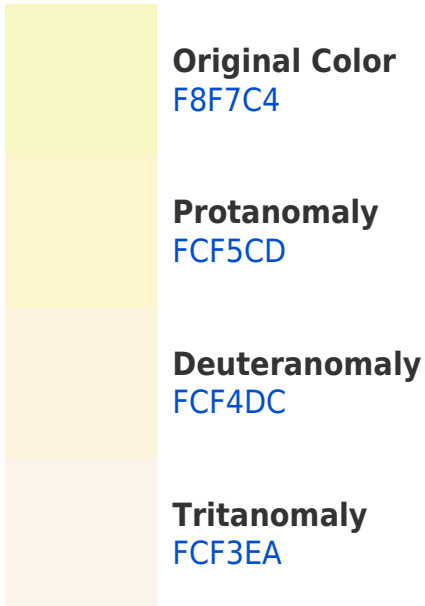 Original Color
F8F7C4
Protanomaly
FCF5CD
Deuteranomaly
FCF4DC
Tritanomaly
FCF3EA